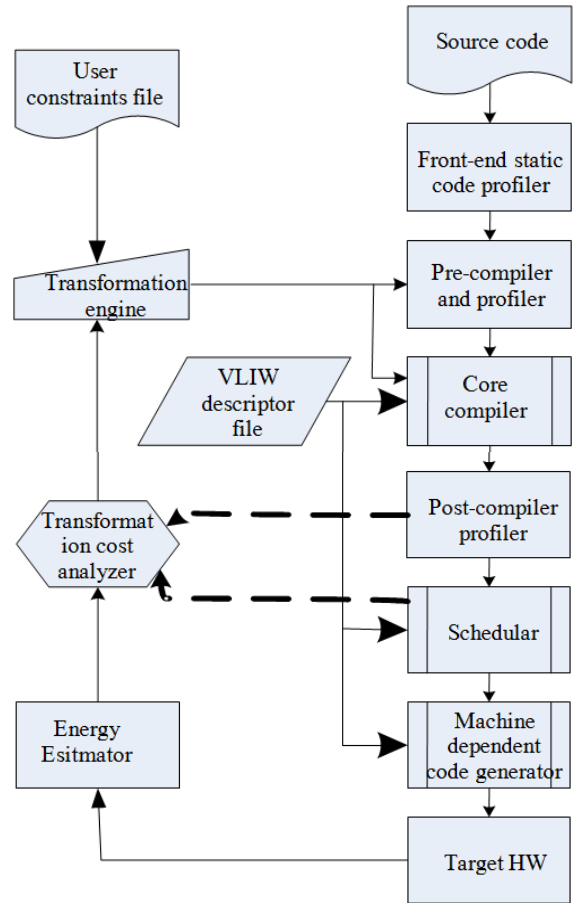 Source code
User
constraints file
Front-end static
code profiler
Transformation
engine
Pre-compiler
and profiler
VLIW
descriptor
file
Core
compiler
Transformat
ion cost
analyzer
Post-compiler
profiler
Schedular
Energy
Esitmator
Machine
dependent
code generator
Target HW